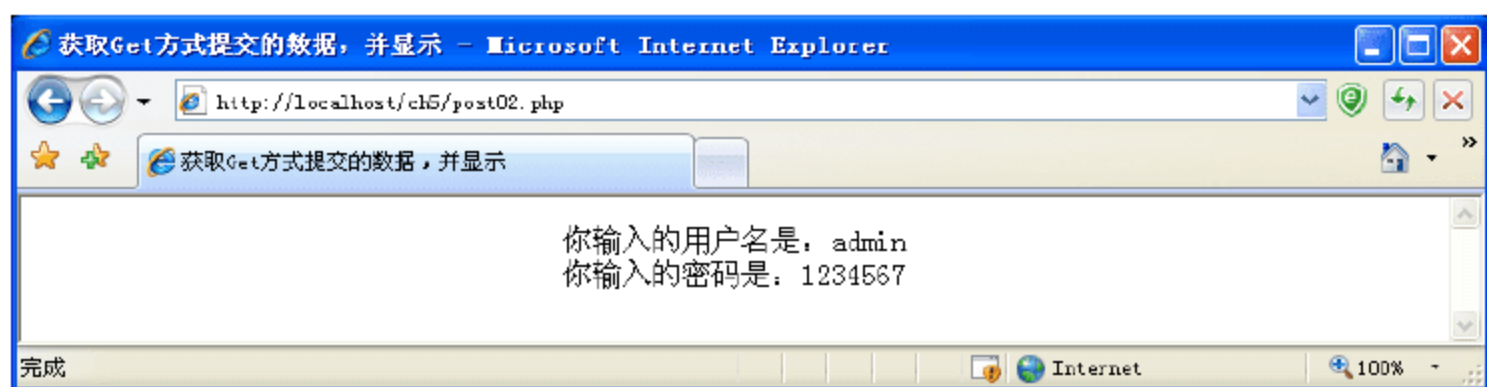 获取Get方式提交的数据，并显示 - Microsoft Internet Explorer
http://localhost/ch5/post02.php
获取Get方式提交的数据，并显示
你输入的用户名是：admin
你输入的密码是：1234567
完成
Internet
100%